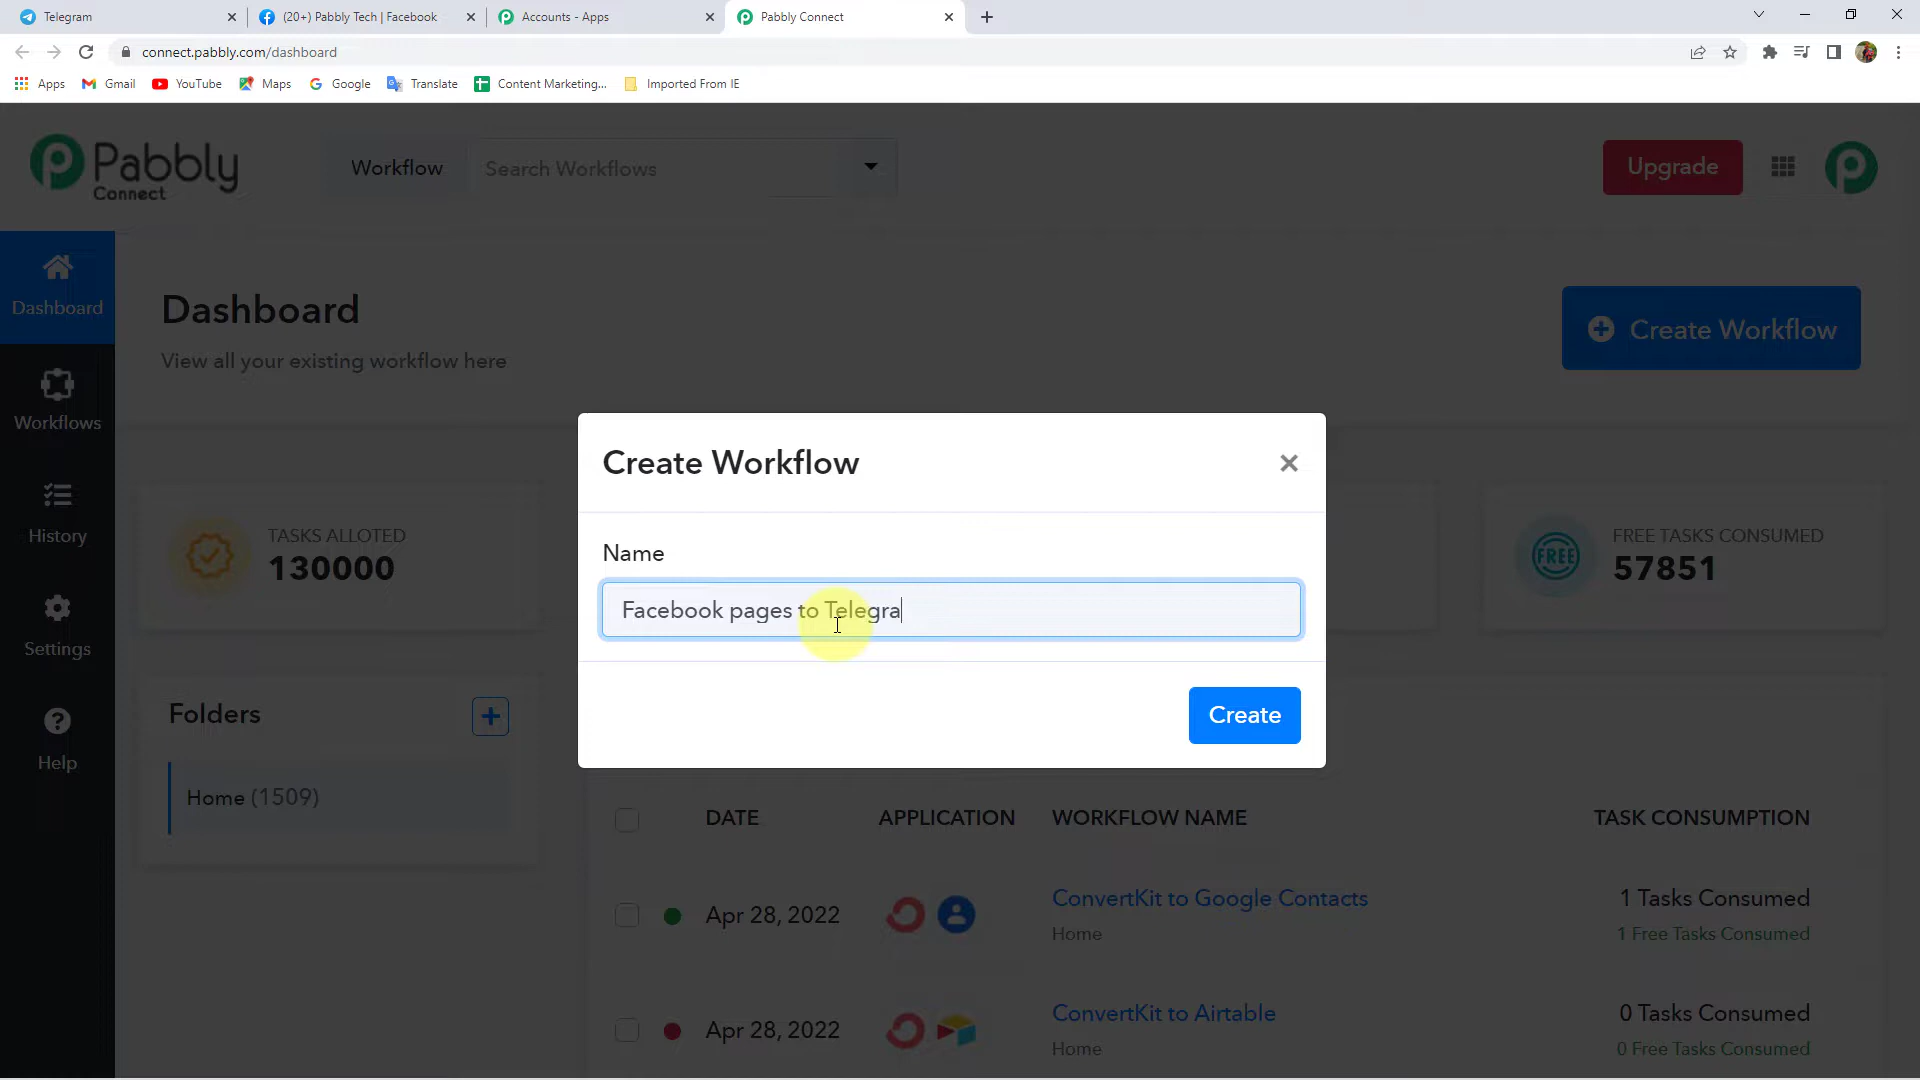 Telegram
(20+) Pabbly Tech | Facebook
Accounts - Apps
Pabbly Connect
connect.pabbly.com/dashboard
Apps
Gmail
YouTube
Maps
Google
Translate
Content Marketing...
Imported From IE
Pabbly
Connect
Workflow
Search Workflows
Upgrade
Dashboard
Dashboard
View all your existing workflow here
Create Workflow
Workflows
Create Workflow
History
TASKS ALLOTED
130000
Name
FREE
FREE TASKS CONSUMED
57851
Facebook pages to Telegra
Settings
Folders
Create
Help
Home (1509)
DATE
APPLICATION
WORKFLOW NAME
TASK CONSUMPTION
Apr 28, 2022
ConvertKit to Google Contacts
Home
1 Tasks Consumed
1 Free Tasks Consumed
Apr 28, 2022
ConvertKit to Airtable
Home
0 Tasks Consumed
0 Free Tasks Consumed